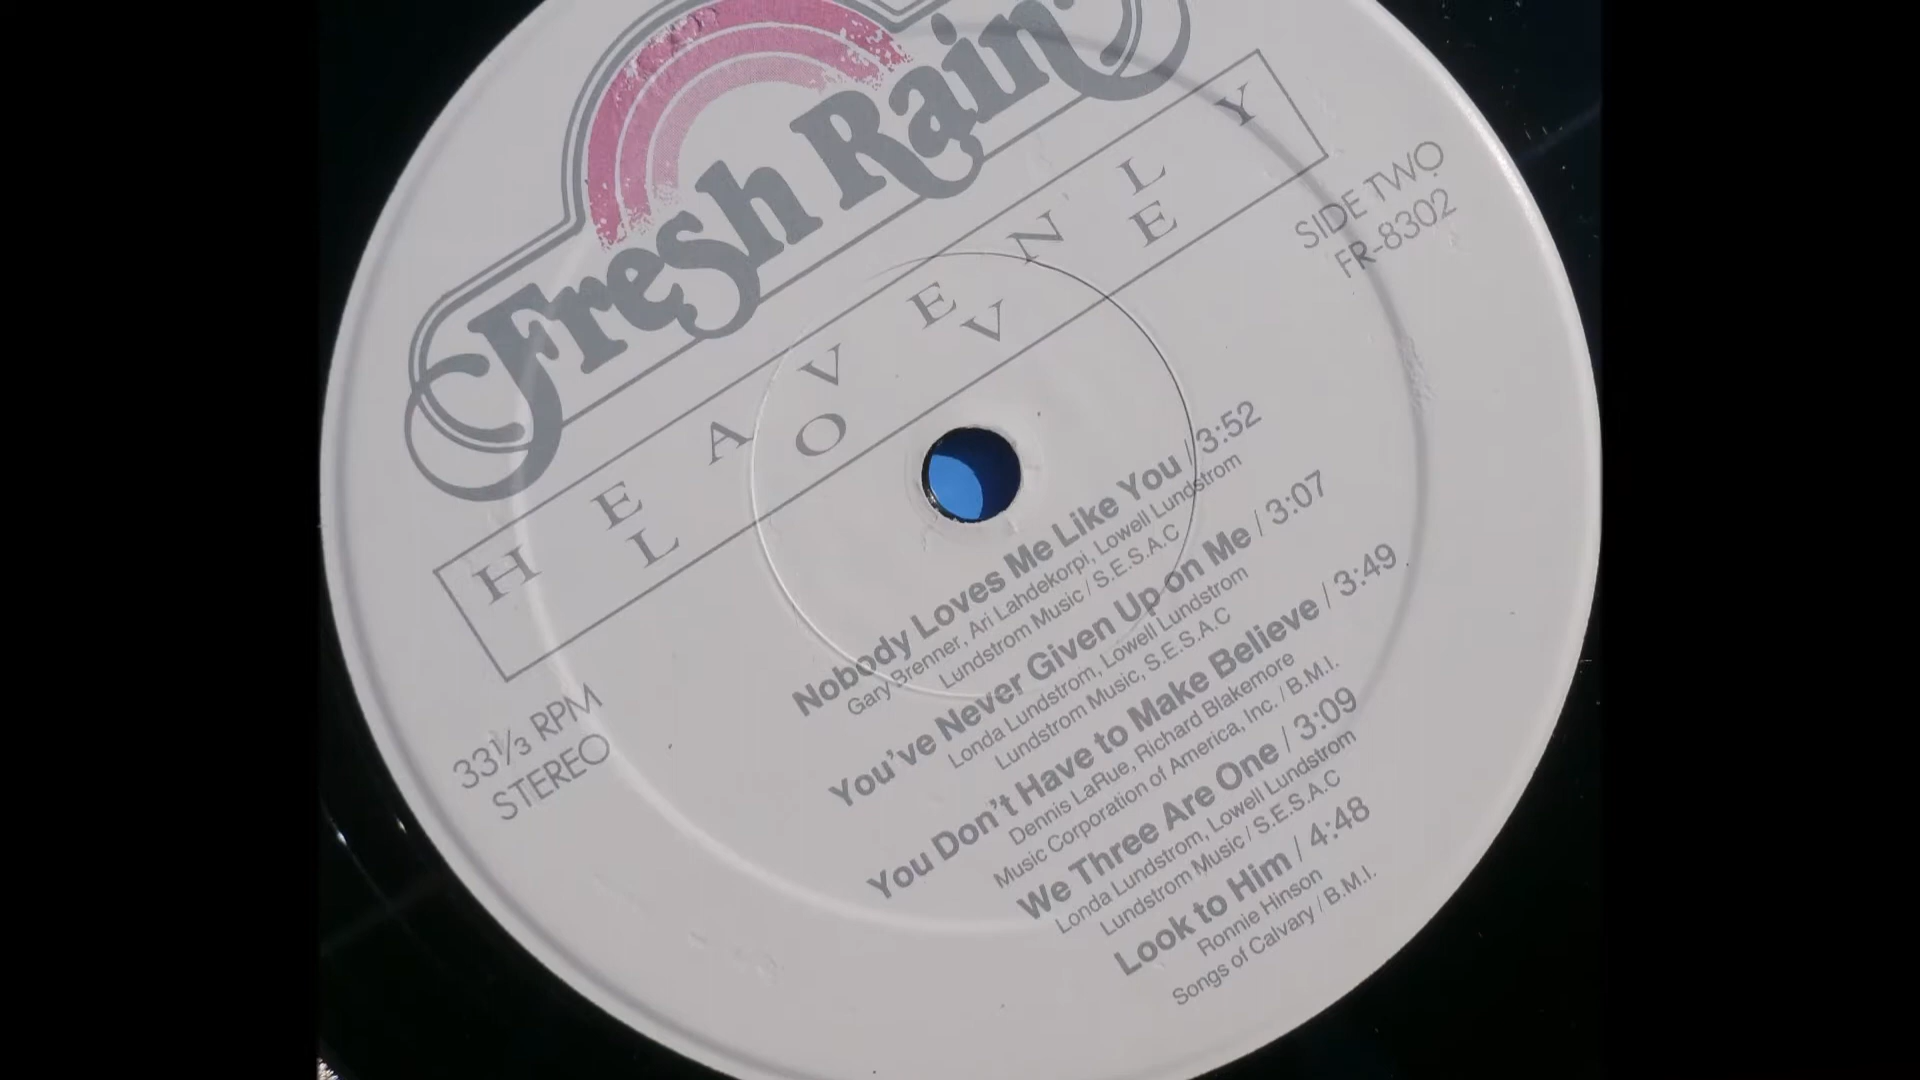 Fresh Rain
HEAVENLY
LOVE
SIDE TWO
FR-8302
33⅓ RPM
STEREO
Nobody Loves Me Like You / 3:52
Gary Brenner, Ari Lahdekorpi, Lowell Lundstrom
Lundstrom Music / S.E.S.A.C
You've Never Given Up on Me / 3:07
Londa Lundstrom, Lowell Lundstrom
Lundstrom Music, S.E.S.A.C
You Don't Have to Make Believe / 3:49
Dennis LaRue, Richard Blakemore
Music Corporation of America, Inc. / B.M.I.
We Three Are One / 3:09
Londa Lundstrom, Lowell Lundstrom
Lundstrom Music / S.E.S.A.C
Look to Him / 4:48
Ronnie Hinson
Songs of Calvary / B.M.I.